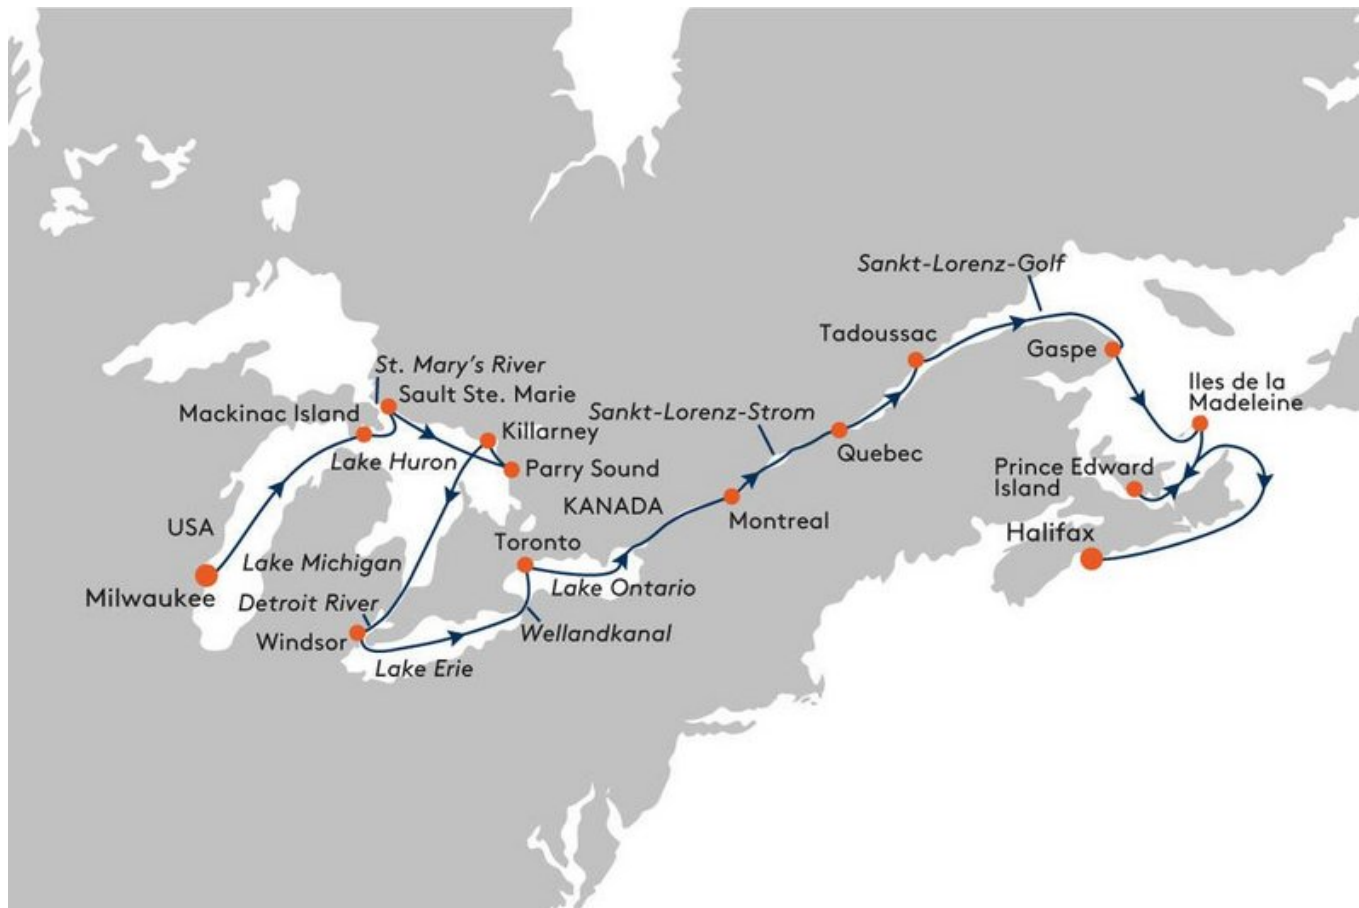 Sankt-Lorenz-Golf
Tadoussac
Gaspe
St. Mary's River
Iles de la
Madeleine
Sault Ste. Marie
Mackinac Island
Sankt-Lorenz-Strom
Killarney
Quebec
Lake Huron
Parry Sound
Prince Edward
Island
KANADA
Montreal
USA
Halifax
Toronto
Lake Michigan
Lake Ontario
Milwaukee
Detroit River
Wellandkanal
Windsor
Lake Erie